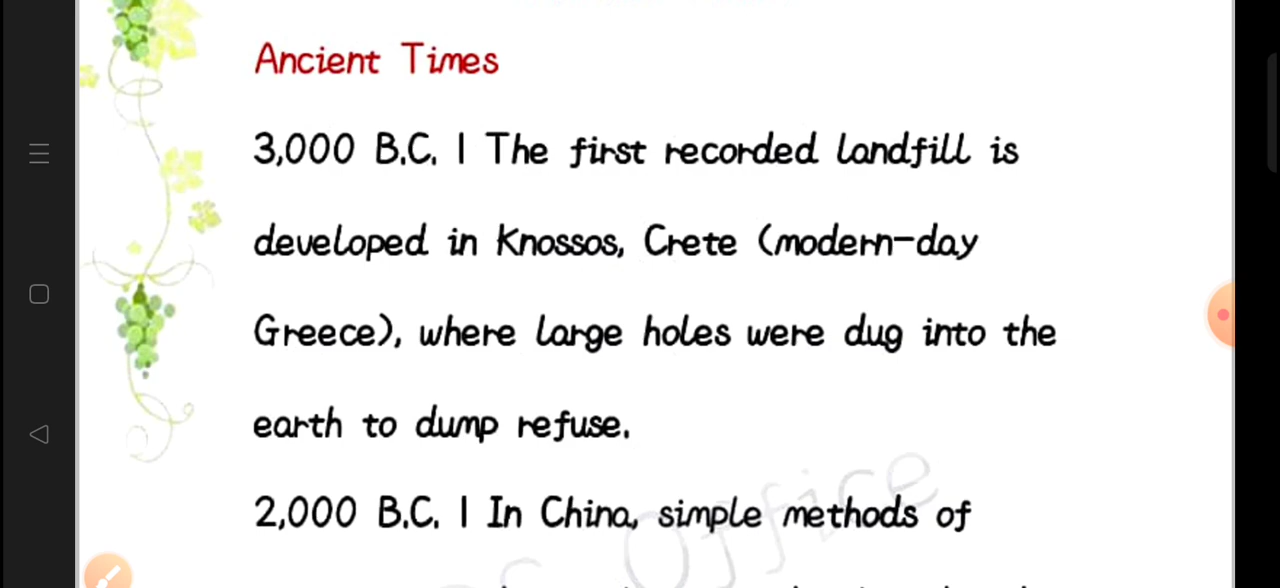 Ancient Times
3,000 B.C. | The first recorded landfill is
developed in Knossos, Crete (modern-day
Greece), where large holes were dug into the
earth to dump refuse.
2,000 B.C. | In China, simple methods of
Office